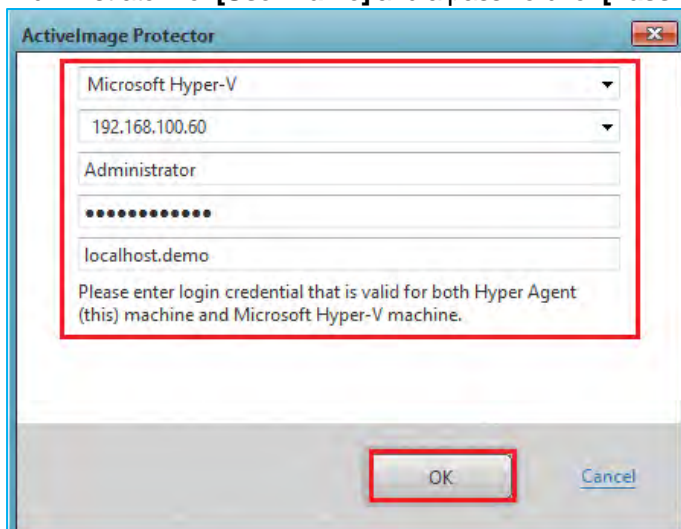 ActiveImage Protector
Microsoft Hyper-V
192.168.100.60
Administrator
●●●●●●●●●●●●
localhost.demo
Please enter login credential that is valid for both Hyper Agent
(this) machine and Microsoft Hyper-V machine.
OK
Cancel